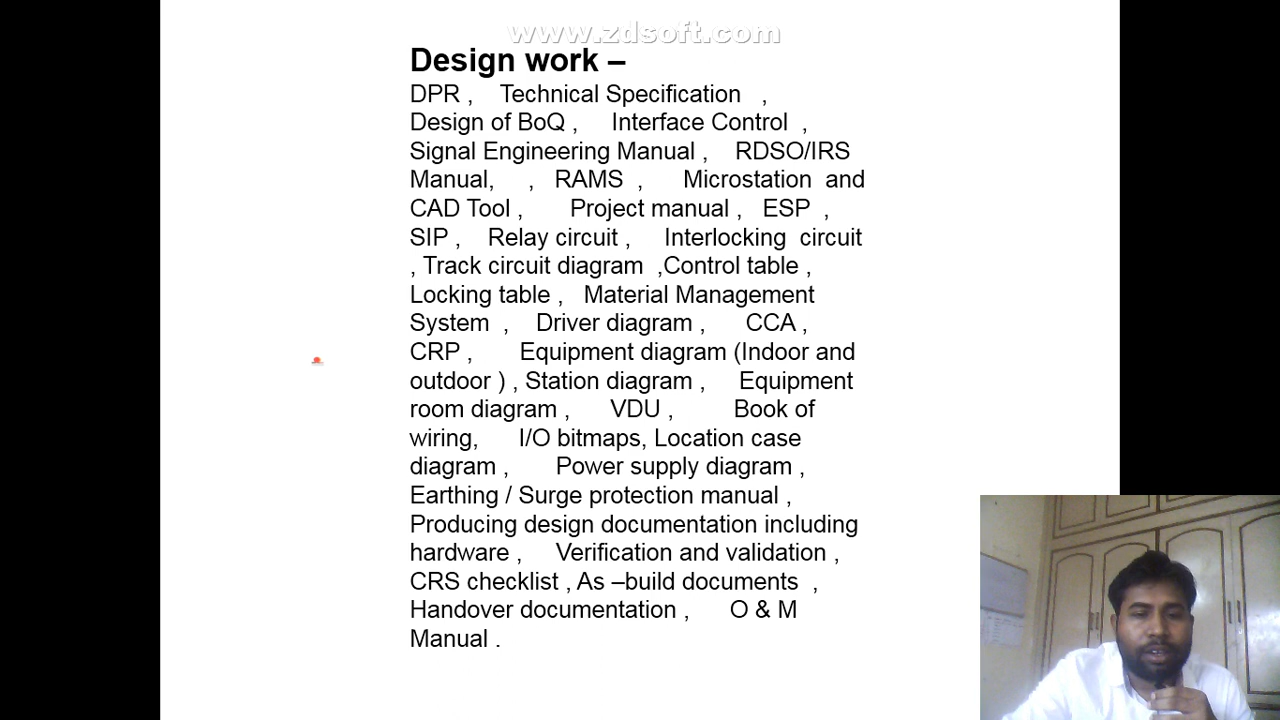 www.zdsoft.com
Design work –
DPR , Technical Specification ,
Design of BoQ , Interface Control ,
Signal Engineering Manual , RDSO/IRS
Manual, , RAMS , Microstation and
CAD Tool , Project manual , ESP ,
SIP , Relay circuit , Interlocking circuit
, Track circuit diagram ,Control table ,
Locking table , Material Management
System , Driver diagram , CCA ,
CRP , Equipment diagram (Indoor and
outdoor ) , Station diagram , Equipment
room diagram , VDU , Book of
wiring, I/O bitmaps, Location case
diagram , Power supply diagram ,
Earthing / Surge protection manual ,
Producing design documentation including
hardware , Verification and validation ,
CRS checklist , As –build documents ,
Handover documentation , O & M
Manual .